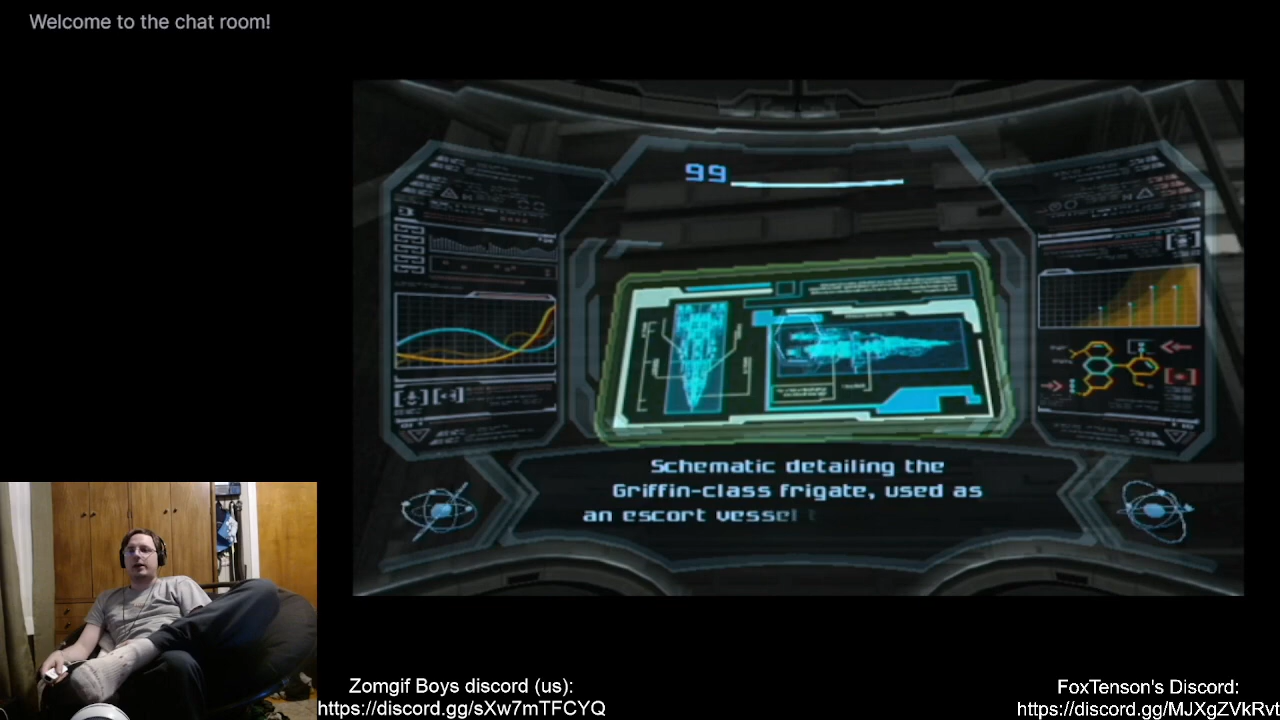 Welcome to the chat room!
99
Schematic detailing the
Griffin-class frigate, used as
an escort vessel
Zomgif Boys discord (us):
https://discord.gg/sXw7mTFCYQ
FoxTenson's Discord:
https://discord.gg/MJXgZVkRvt